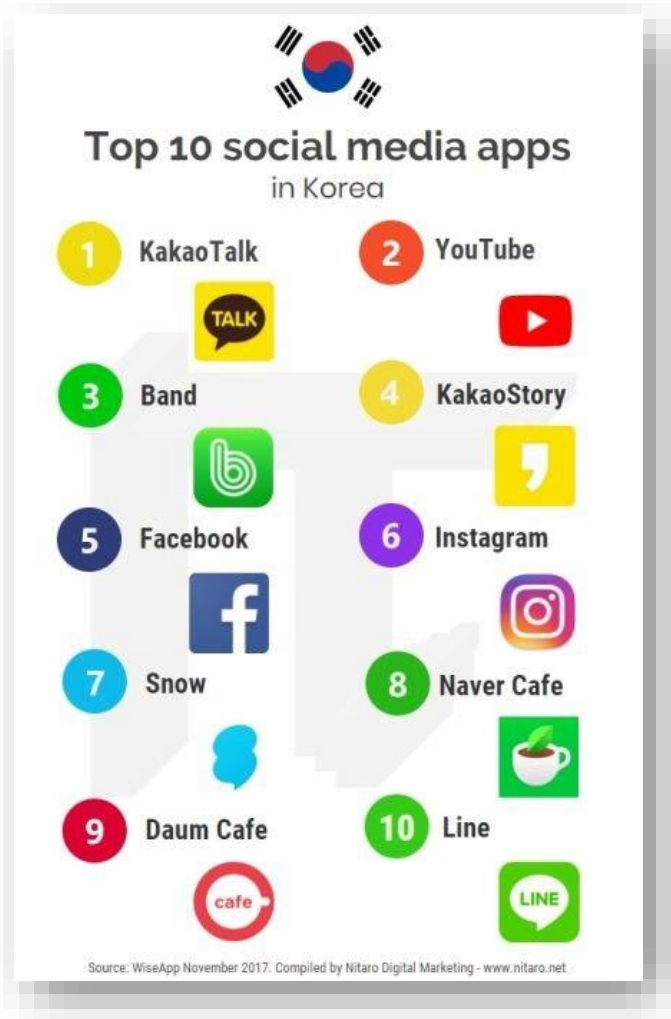 Top 10 social media apps
in Korea
1 KakaoTalk
2 YouTube
TALK
3 Band
4 KakaoStory
5 Facebook
6 Instagram
7 Snow
8 Naver Cafe
9 Daum Cafe
10 Line
cafe
LINE
Source: WiseApp November 2017. Compiled by Nitaro Digital Marketing - www.nitaro.net